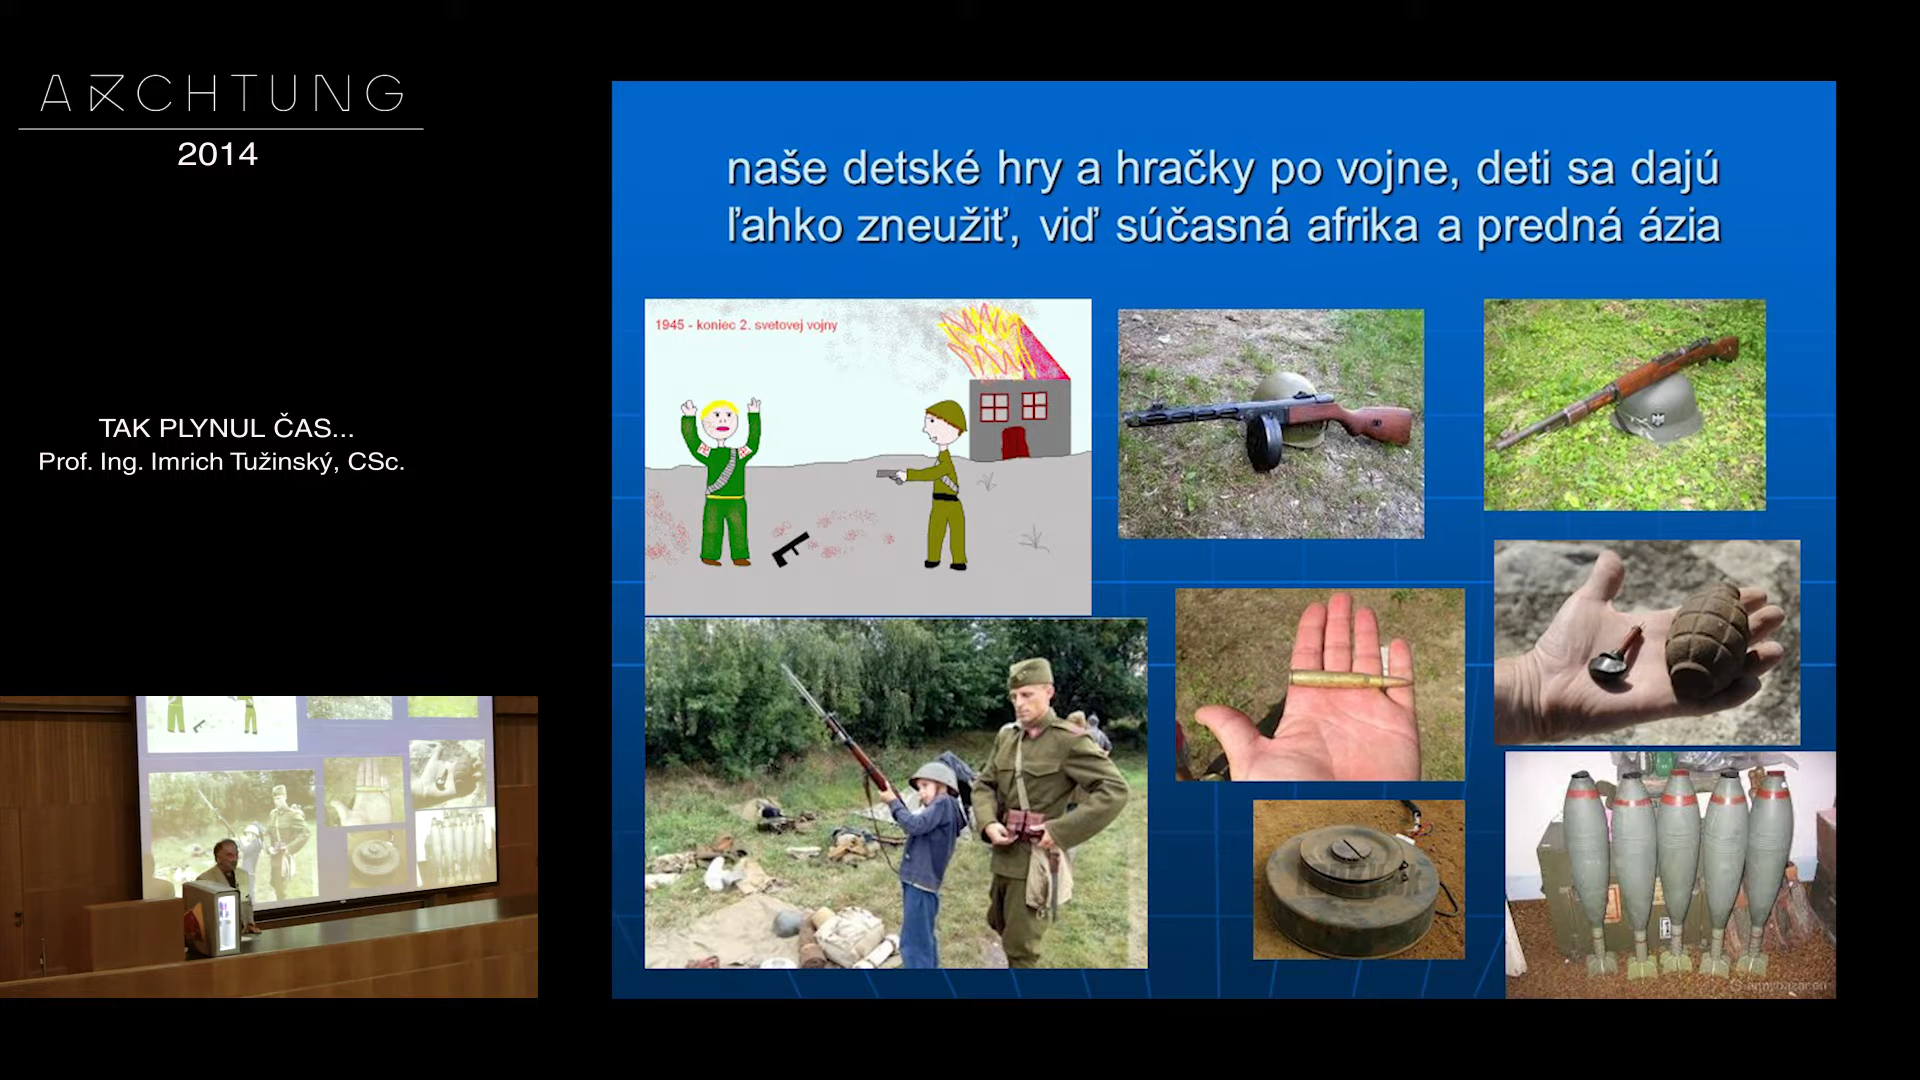 ARCHTUNG
2014
TAK PLYNUL ČAS...
Prof. Ing. Imrich Tužinský, CSc.
naše detské hry a hračky po vojne, deti sa dajú
ľahko zneužiť, viď súčasná afrika a predná ázia
1945 - koniec 2. svetovej vojny